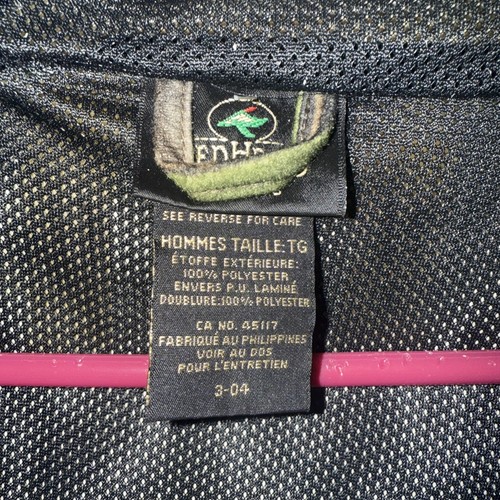 SEE REVERSE FOR CARE
HOMMES TAILLE: TG
ÉTOFFE EXTÉRIEURE:
100% POLYESTER
ENVERS P.U. LAMINÉ
DOUBLURE:100% POLYESTER
CA NO. 45117
FABRIQUÉ AU PHILIPPINES
VOIR AU DOS
POUR L'ENTRETIEN
3-04